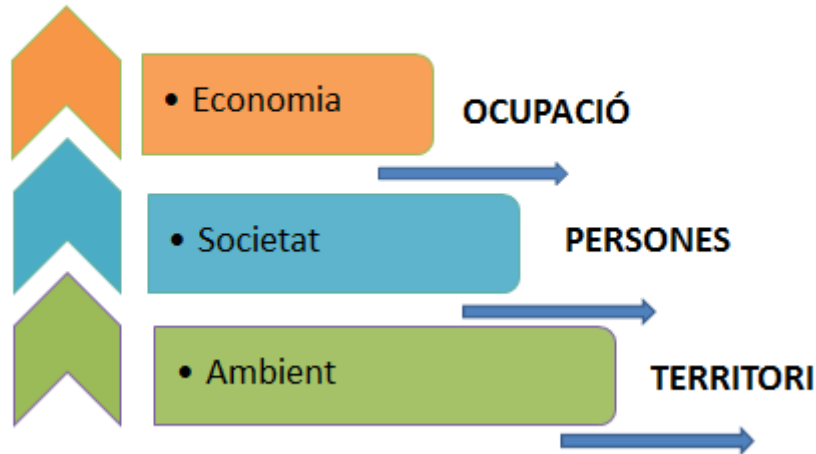 • Economia
OCUPACIÓ
• Societat
PERSONES
• Ambient
TERRITORI